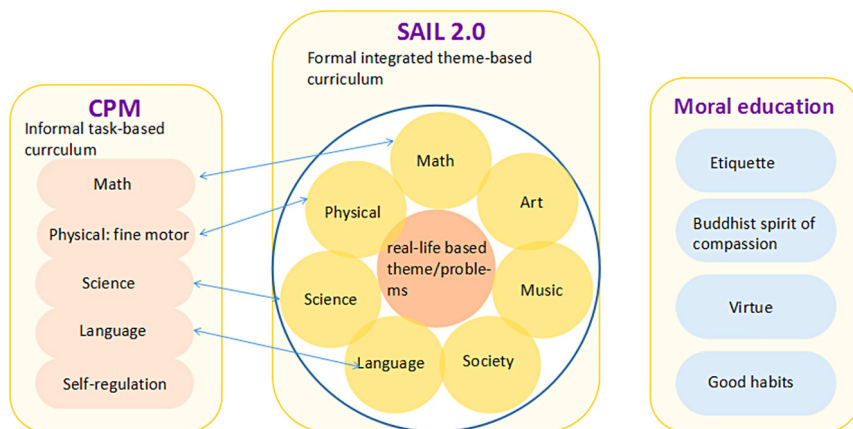 CPM
Informal task-based
currculum
Math
Physical: fine motor
Science
Language
Self-regulation
SAIL 2.0
Formal integrated theme-based
curriculum
Math
Physical
Art
real-life based
theme/proble-
ms
Science
Music
Language
Society
Moral education
Etiquette
Buddhist spirit of
compassion
Virtue
Good habits